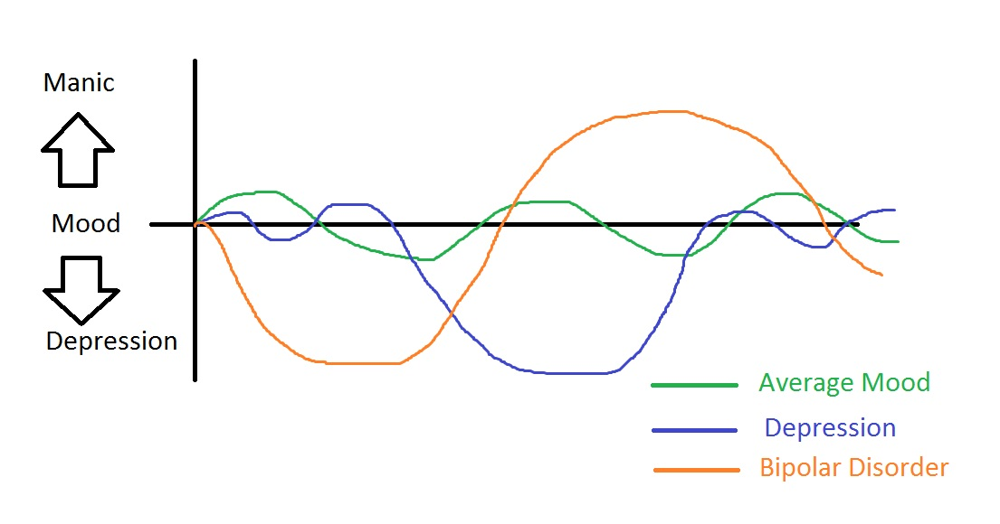 Manic
Mood
Depression
Average Mood
Depression
Bipolar Disorder